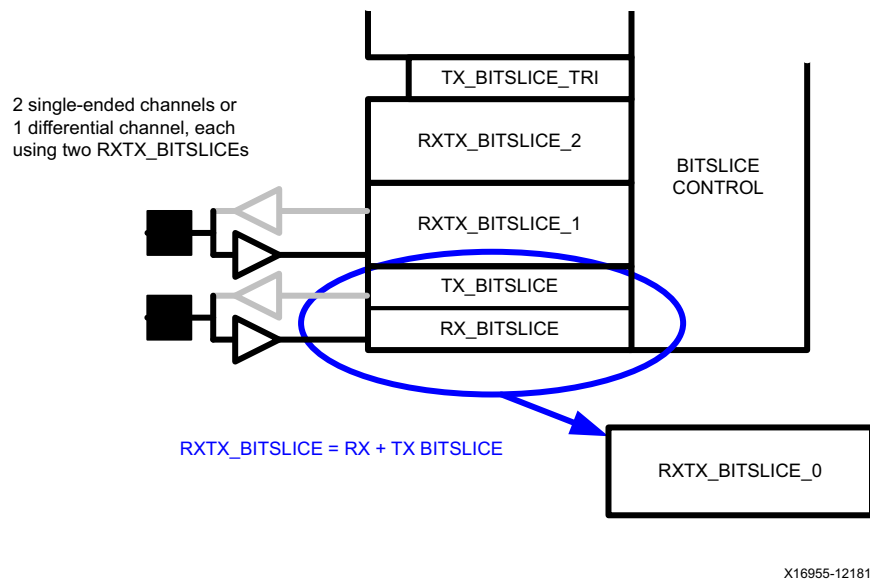 TX_BITSLICE_TRI
2 single-ended channels or
1 differential channel, each
using two RXTX_BITSLICEs
RXTX_BITSLICE_2
BITSLICE
CONTROL
RXTX_BITSLICE_1
TX_BITSLICE
RX_BITSLICE
RXTX_BITSLICE = RX + TX BITSLICE
RXTX_BITSLICE_0
X16955-12181